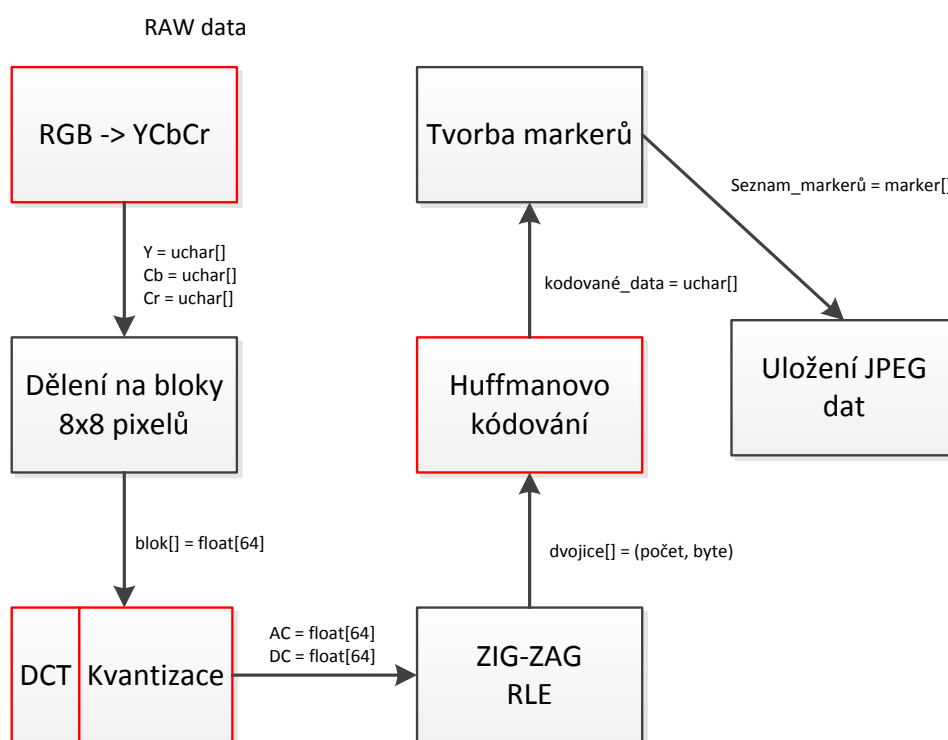 RAW data
RGB -> YCbCr
Y = uchar[]
Cb = uchar[]
Cr = uchar[]
Dělení na bloky
8x8 pixelů
blok[] = float[64]
DCT
Kvantizace
AC = float[64]
DC = float[64]
ZIG-ZAG
RLE
dvojice[] = (počet, byte)
Huffmanovo
kódování
kodované_data = uchar[]
Tvorba markerů
Seznam_markerů = marker[]
Uložení JPEG
dat